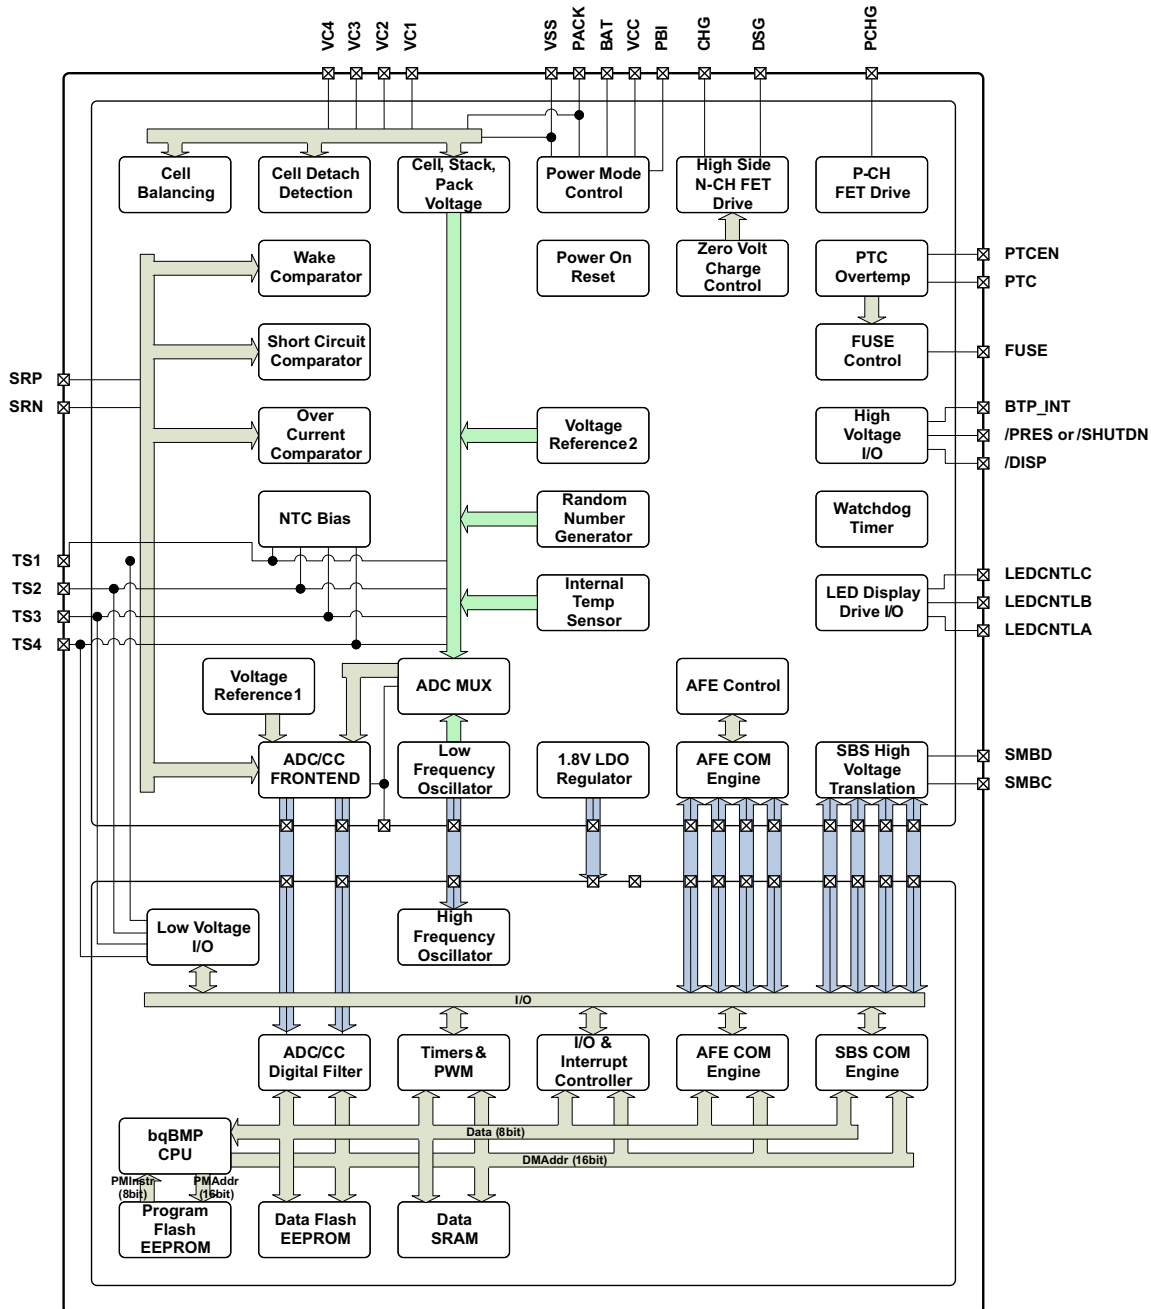 VC4
VC3
VC2
VC1
VSS
PACK
BAT
VCC
PBI
CHG
DSG
PCHG
Cell
Balancing
Cell Detach
Detection
Cell, Stack,
Pack
Voltage
Power Mode
Control
High Side
N-CH FET
Drive
P-CH
FET Drive
Wake
Comparator
Power On
Reset
Zero Volt
Charge
Control
PTC
Overtemp
PTCEN
PTC
Short Circuit
Comparator
FUSE
Control
FUSE
SRP
SRN
Over
Current
Comparator
Voltage
Reference2
High
Voltage
I/O
BTP_INT
/PRES or /SHUTDN
/DISP
NTC Bias
Random
Number
Generator
Watchdog
Timer
TS1
TS2
TS3
TS4
Internal
Temp
Sensor
LED Display
Drive I/O
LEDCNTLC
LEDCNTLB
LEDCNTLA
Voltage
Reference1
ADC MUX
AFE Control
ADC/CC
FRONTEND
Low
Frequency
Oscillator
1.8V LDO
Regulator
AFE COM
Engine
SBS High
Voltage
Translation
SMBD
SMBC
Low Voltage
I/O
High
Frequency
Oscillator
I/O
ADC/CC
Digital Filter
Timers&
PWM
I/O &
Interrupt
Controller
AFE COM
Engine
SBS COM
Engine
bqBMP
CPU
Data (8bit)
DMAddr (16bit)
PMInstr
(8bit)
PMAddr
(16bit)
Program
Flash
EEPROM
Data Flash
EEPROM
Data
SRAM